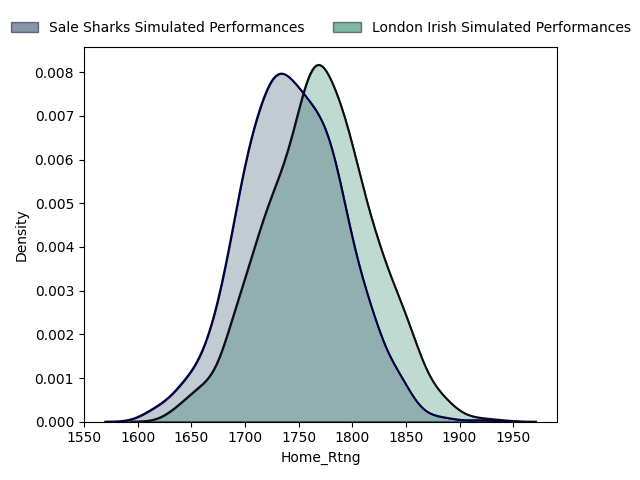 Sale Sharks Simulated Performances London Irish Simulated Performances
0.008
0.007
0.006
0.005
0.004
0.003
0.002
0.001
0.000
Density
1550 1600 1650 1700 1750 1800 1850 1900 1950
Home_Rtng